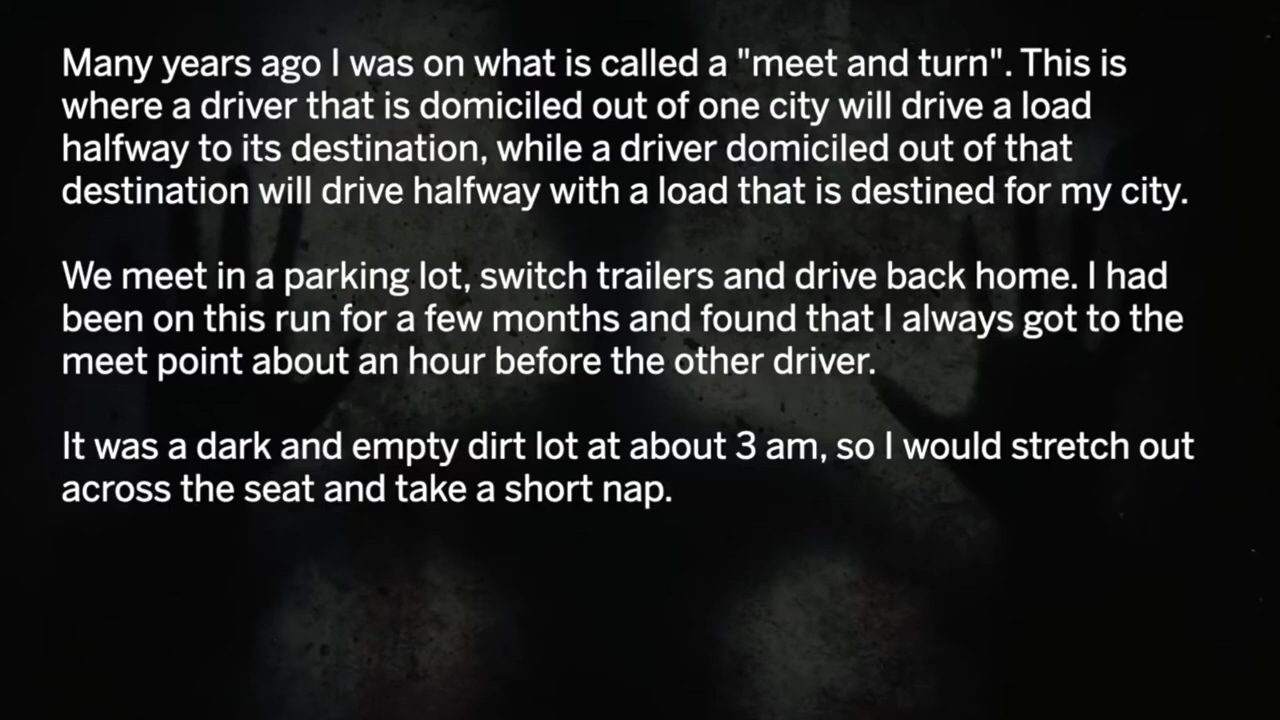 Many years ago I was on what is called a "meet and turn". This is
where a driver that is domiciled out of one city will drive a load
halfway to its destination, while a driver domiciled out of that
destination will drive halfway with a load that is destined for my city.
We meet in a parking lot, switch trailers and drive back home. I had
been on this run for a few months and found that I always got to the
meet point about an hour before the other driver.
It was a dark and empty dirt lot at about 3 am, so I would stretch out
across the seat and take a short nap.